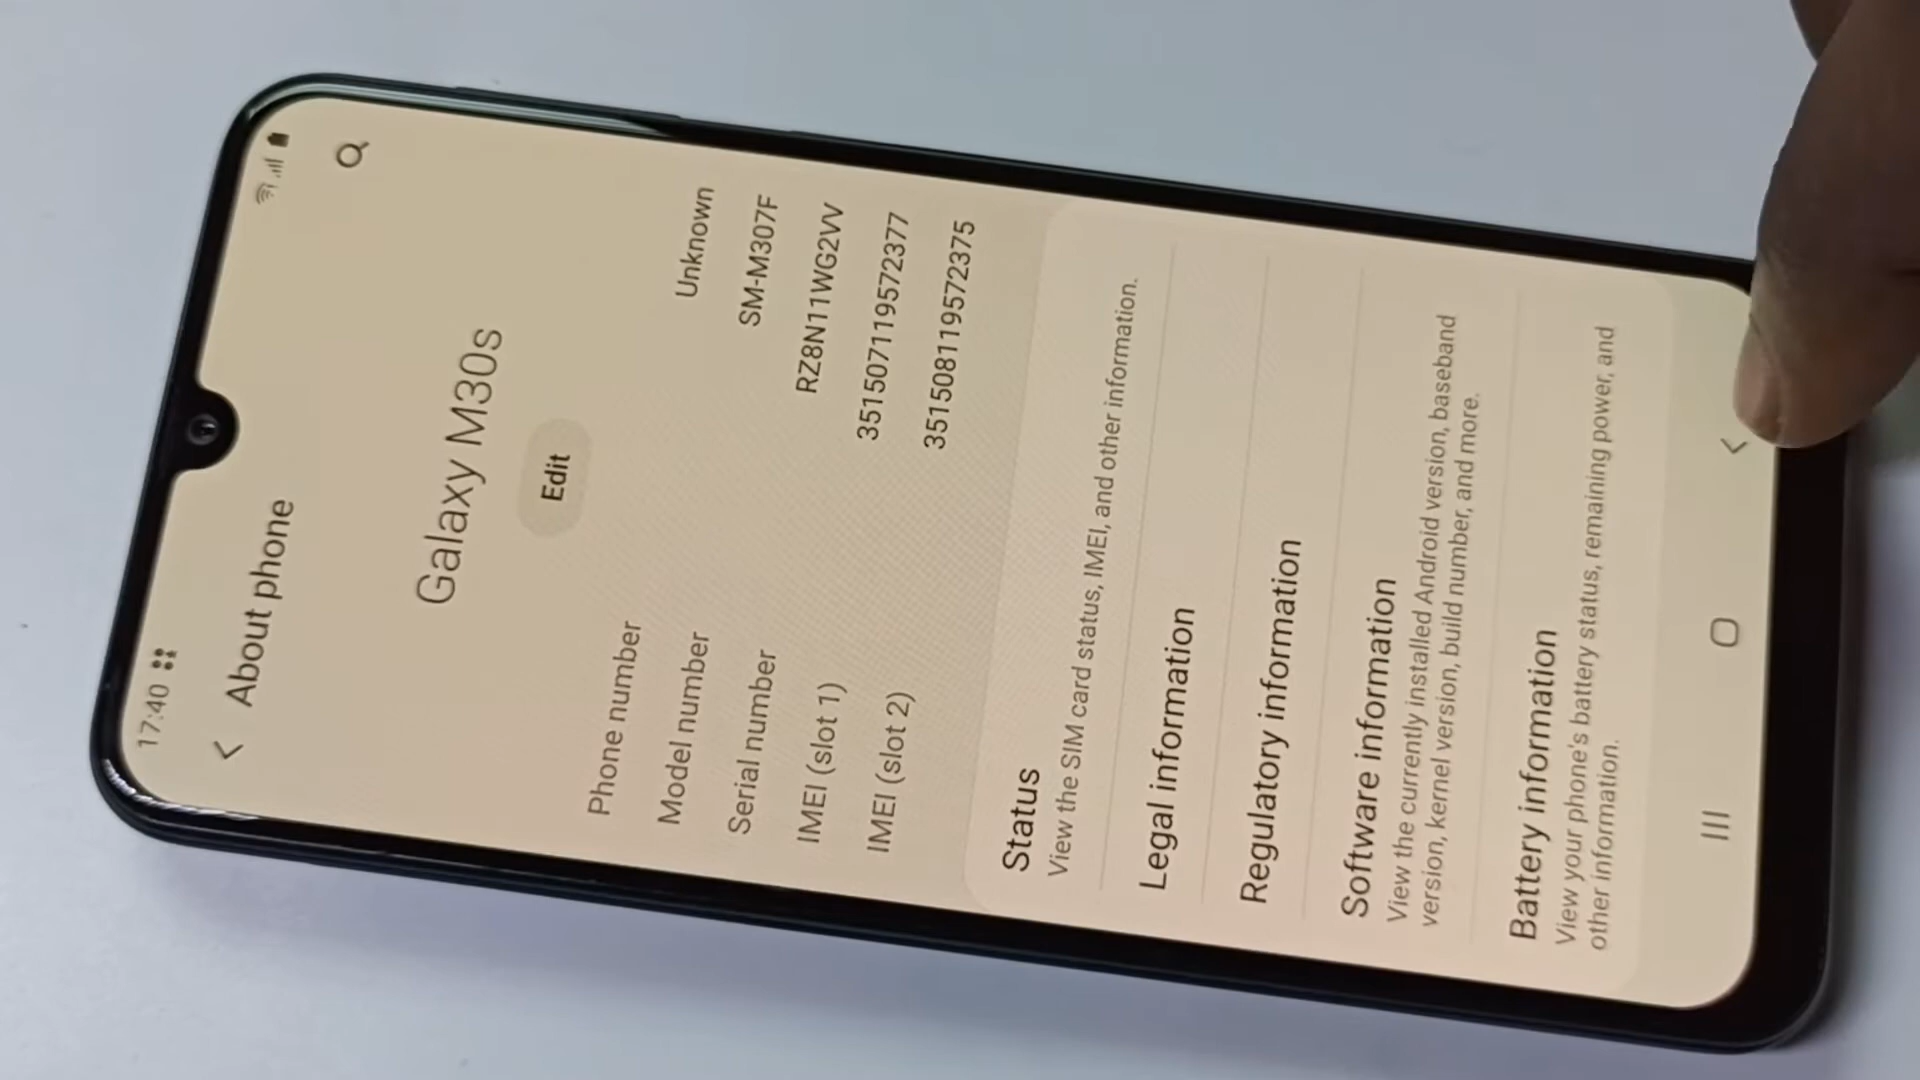 17:40
About phone
Galaxy M30s
Edit
Phone number Unknown
Model number SM-M307F
Serial number RZ8N11WG2VV
IMEI (slot 1) 351507119572377
IMEI (slot 2) 351508119572375
Status
View the SIM card status, IMEI, and other information.
Legal information
Regulatory information
Software information
View the currently installed Android version, baseband
version, kernel version, build number, and more.
Battery information
View your phone's battery status, remaining power, and
other information.